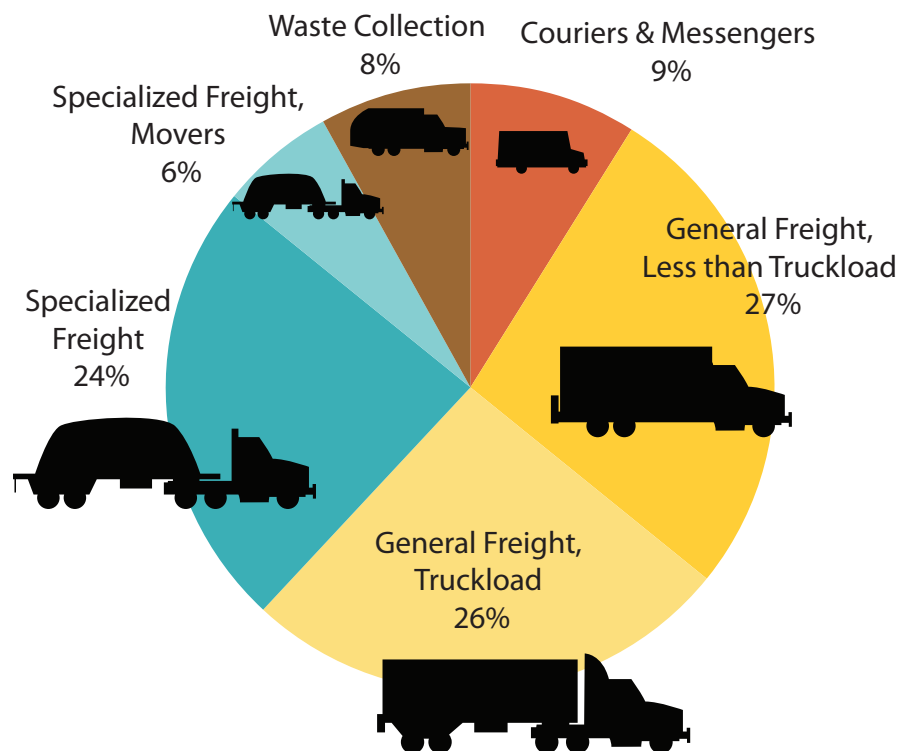 Waste Collection
8%
Couriers & Messengers
9%
Specialized Freight,
Movers
6%
General Freight,
Less than Truckload
27%
Specialized
Freight
24%
General Freight,
Truckload
26%